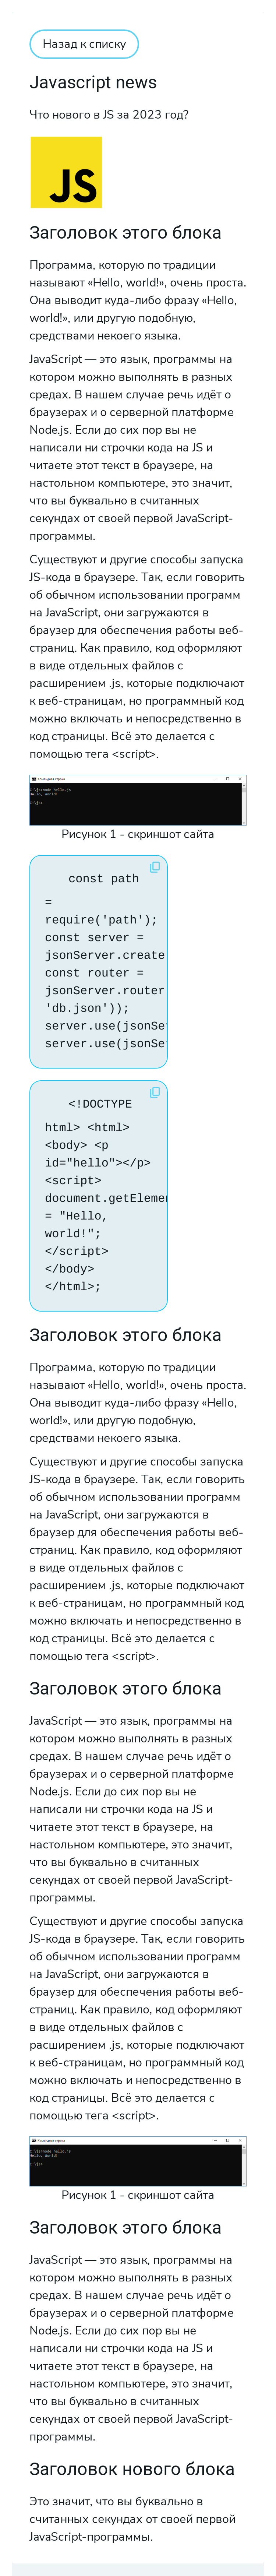 Назад к списку
Javascript news
Что нового в JS за 2023 год?
JS
Заголовок этого блока
Программа, которую по традиции
называют «Hello, world!», очень проста.
Она выводит куда-либо фразу «Hello,
world!», или другую подобную,
средствами некоего языка.
JavaScript — это язык, программы на
котором можно выполнять в разных
средах. В нашем случае речь идёт о
браузерах и о серверной платформе
Node.js. Если до сих пор вы не
написали ни строчки кода на JS и
читаете этот текст в браузере, на
настольном компьютере, это значит,
что вы буквально в считанных
секундах от своей первой JavaScript-
программы.
Существуют и другие способы запуска
JS-кода в браузере. Так, если говорить
об обычном использовании программ
на JavaScript, они загружаются в
браузер для обеспечения работы веб-
страниц. Как правило, код оформляют
в виде отдельных файлов с
расширением .js, которые подключают
к веб-страницам, но программный код
можно включать и непосредственно в
код страницы. Всё это делается с
помощью тега <script>.
Командная строка
C:\js>node hello.js
Hello, world!
C:\js>
Рисунок 1 - скриншот сайта
const path
=
require('path');
const server =
jsonServer.create
const router =
jsonServer.router
'db.json'));
server.use(jsonSe
server.use(jsonSe
<!DOCTYPE
html> <html>
<body> <p
id="hello"></p>
<script>
document.getElemen
= "Hello,
world!";
</script>
</body>
</html>;
Заголовок этого блока
Программа, которую по традиции
называют «Hello, world!», очень проста.
Она выводит куда-либо фразу «Hello,
world!», или другую подобную,
средствами некоего языка.
Существуют и другие способы запуска
JS-кода в браузере. Так, если говорить
об обычном использовании программ
на JavaScript, они загружаются в
браузер для обеспечения работы веб-
страниц. Как правило, код оформляют
в виде отдельных файлов с
расширением .js, которые подключают
к веб-страницам, но программный код
можно включать и непосредственно в
код страницы. Всё это делается с
помощью тега <script>.
Заголовок этого блока
JavaScript — это язык, программы на
котором можно выполнять в разных
средах. В нашем случае речь идёт о
браузерах и о серверной платформе
Node.js. Если до сих пор вы не
написали ни строчки кода на JS и
читаете этот текст в браузере, на
настольном компьютере, это значит,
что вы буквально в считанных
секундах от своей первой JavaScript-
программы.
Существуют и другие способы запуска
JS-кода в браузере. Так, если говорить
об обычном использовании программ
на JavaScript, они загружаются в
браузер для обеспечения работы веб-
страниц. Как правило, код оформляют
в виде отдельных файлов с
расширением .js, которые подключают
к веб-страницам, но программный код
можно включать и непосредственно в
код страницы. Всё это делается с
помощью тега <script>.
Командная строка
C:\js>node hello.js
Hello, world!
C:\js>
Рисунок 1 - скриншот сайта
Заголовок этого блока
JavaScript — это язык, программы на
котором можно выполнять в разных
средах. В нашем случае речь идёт о
браузерах и о серверной платформе
Node.js. Если до сих пор вы не
написали ни строчки кода на JS и
читаете этот текст в браузере, на
настольном компьютере, это значит,
что вы буквально в считанных
секундах от своей первой JavaScript-
программы.
Заголовок нового блока
Это значит, что вы буквально в
считанных секундах от своей первой
JavaScript-программы.